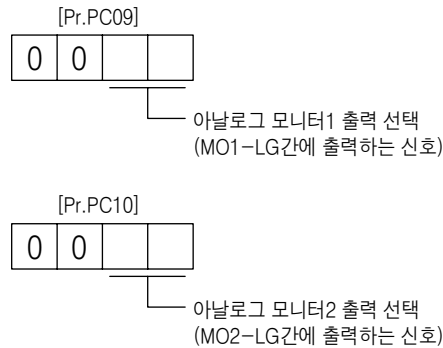 [Pr.PC09]
0 0
아날로그 모니터1 출력 선택
(MO1-LG간에 출력하는 신호)
[Pr.PC10]
0 0
아날로그 모니터2 출력 선택
(MO2-LG간에 출력하는 신호)